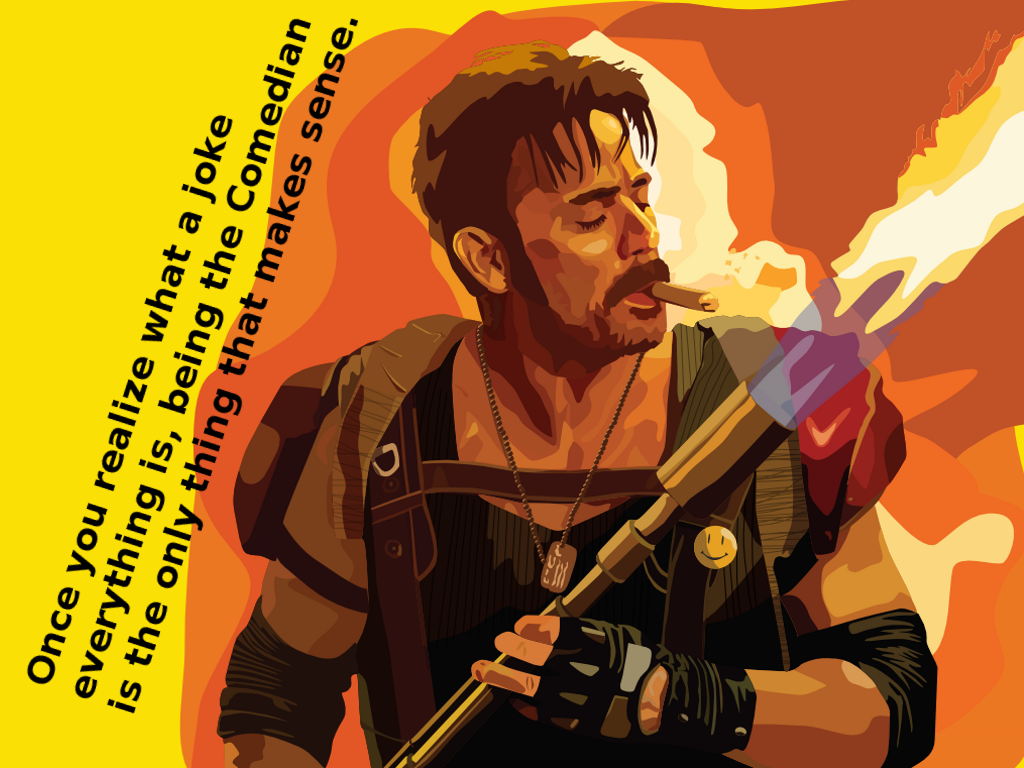 Once you realize what a joke
everything is, being the Comedian
is the only thing that makes sense.